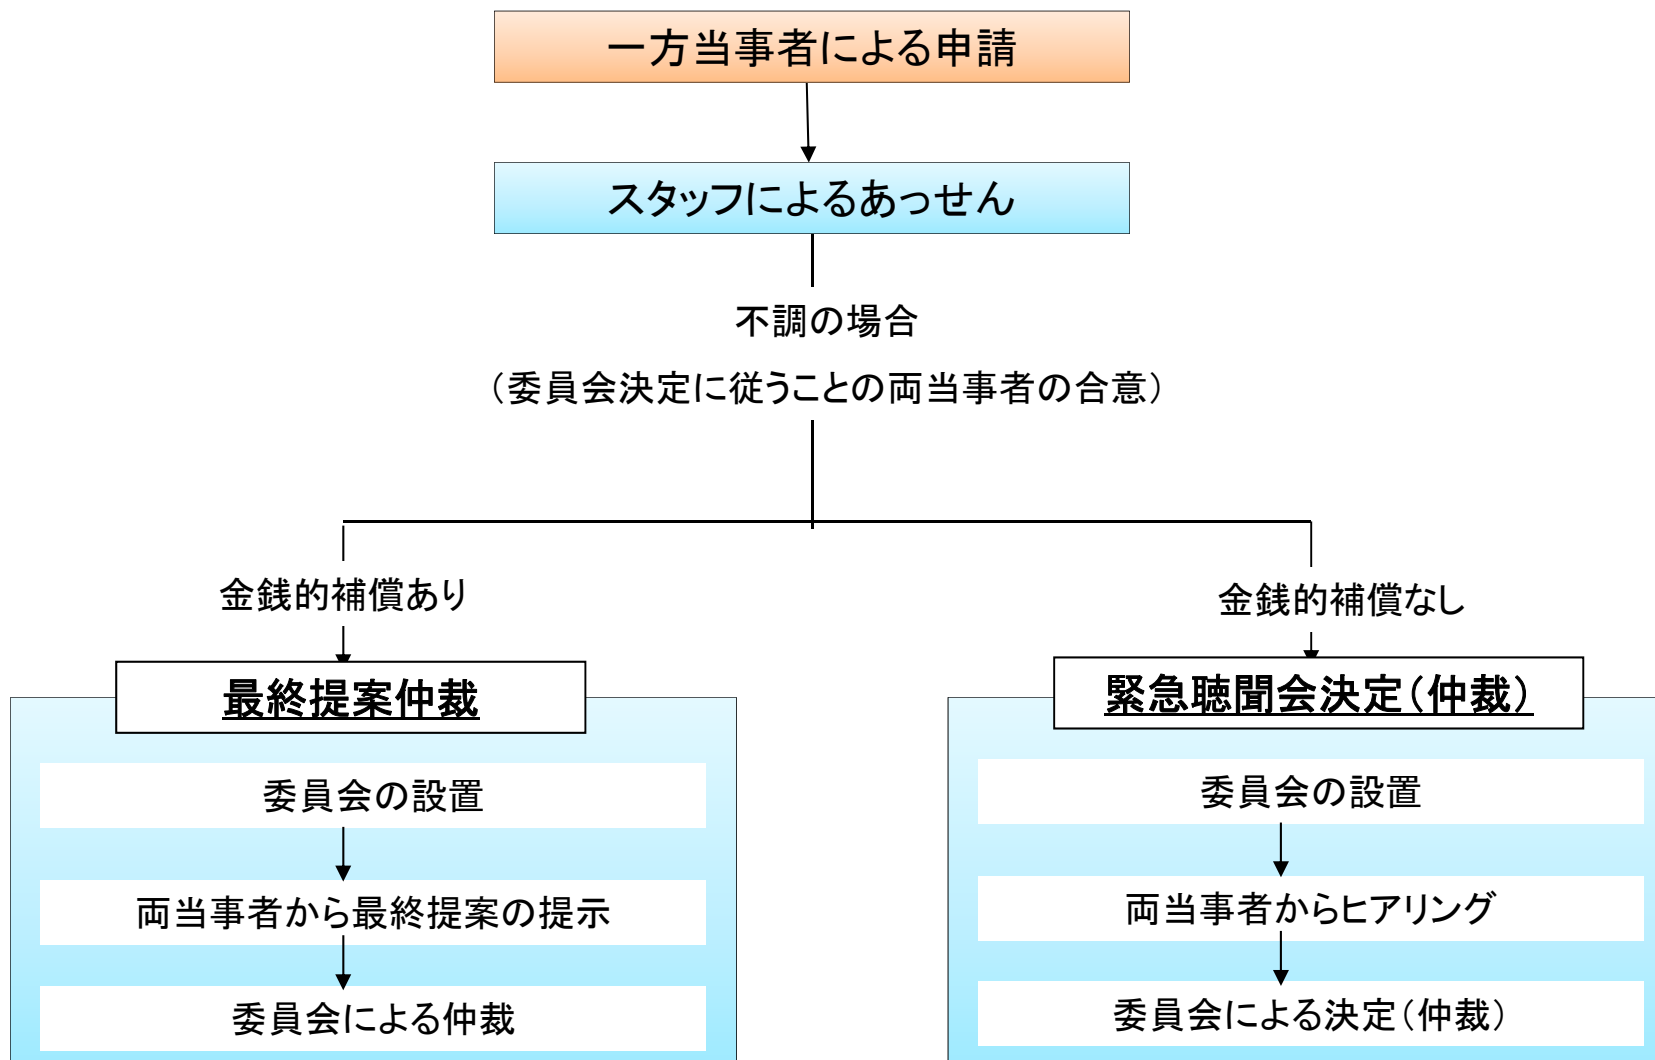 一方当事者による申請
スタッフによるあっせん
不調の場合
（委員会決定に従うことの両当事者の合意）
金銭的補償あり
最終提案仲裁
委員会の設置
両当事者から最終提案の提示
委員会による仲裁
金銭的補償なし
緊急聴聞会決定（仲裁）
委員会の設置
両当事者からヒアリング
委員会による決定（仲裁）